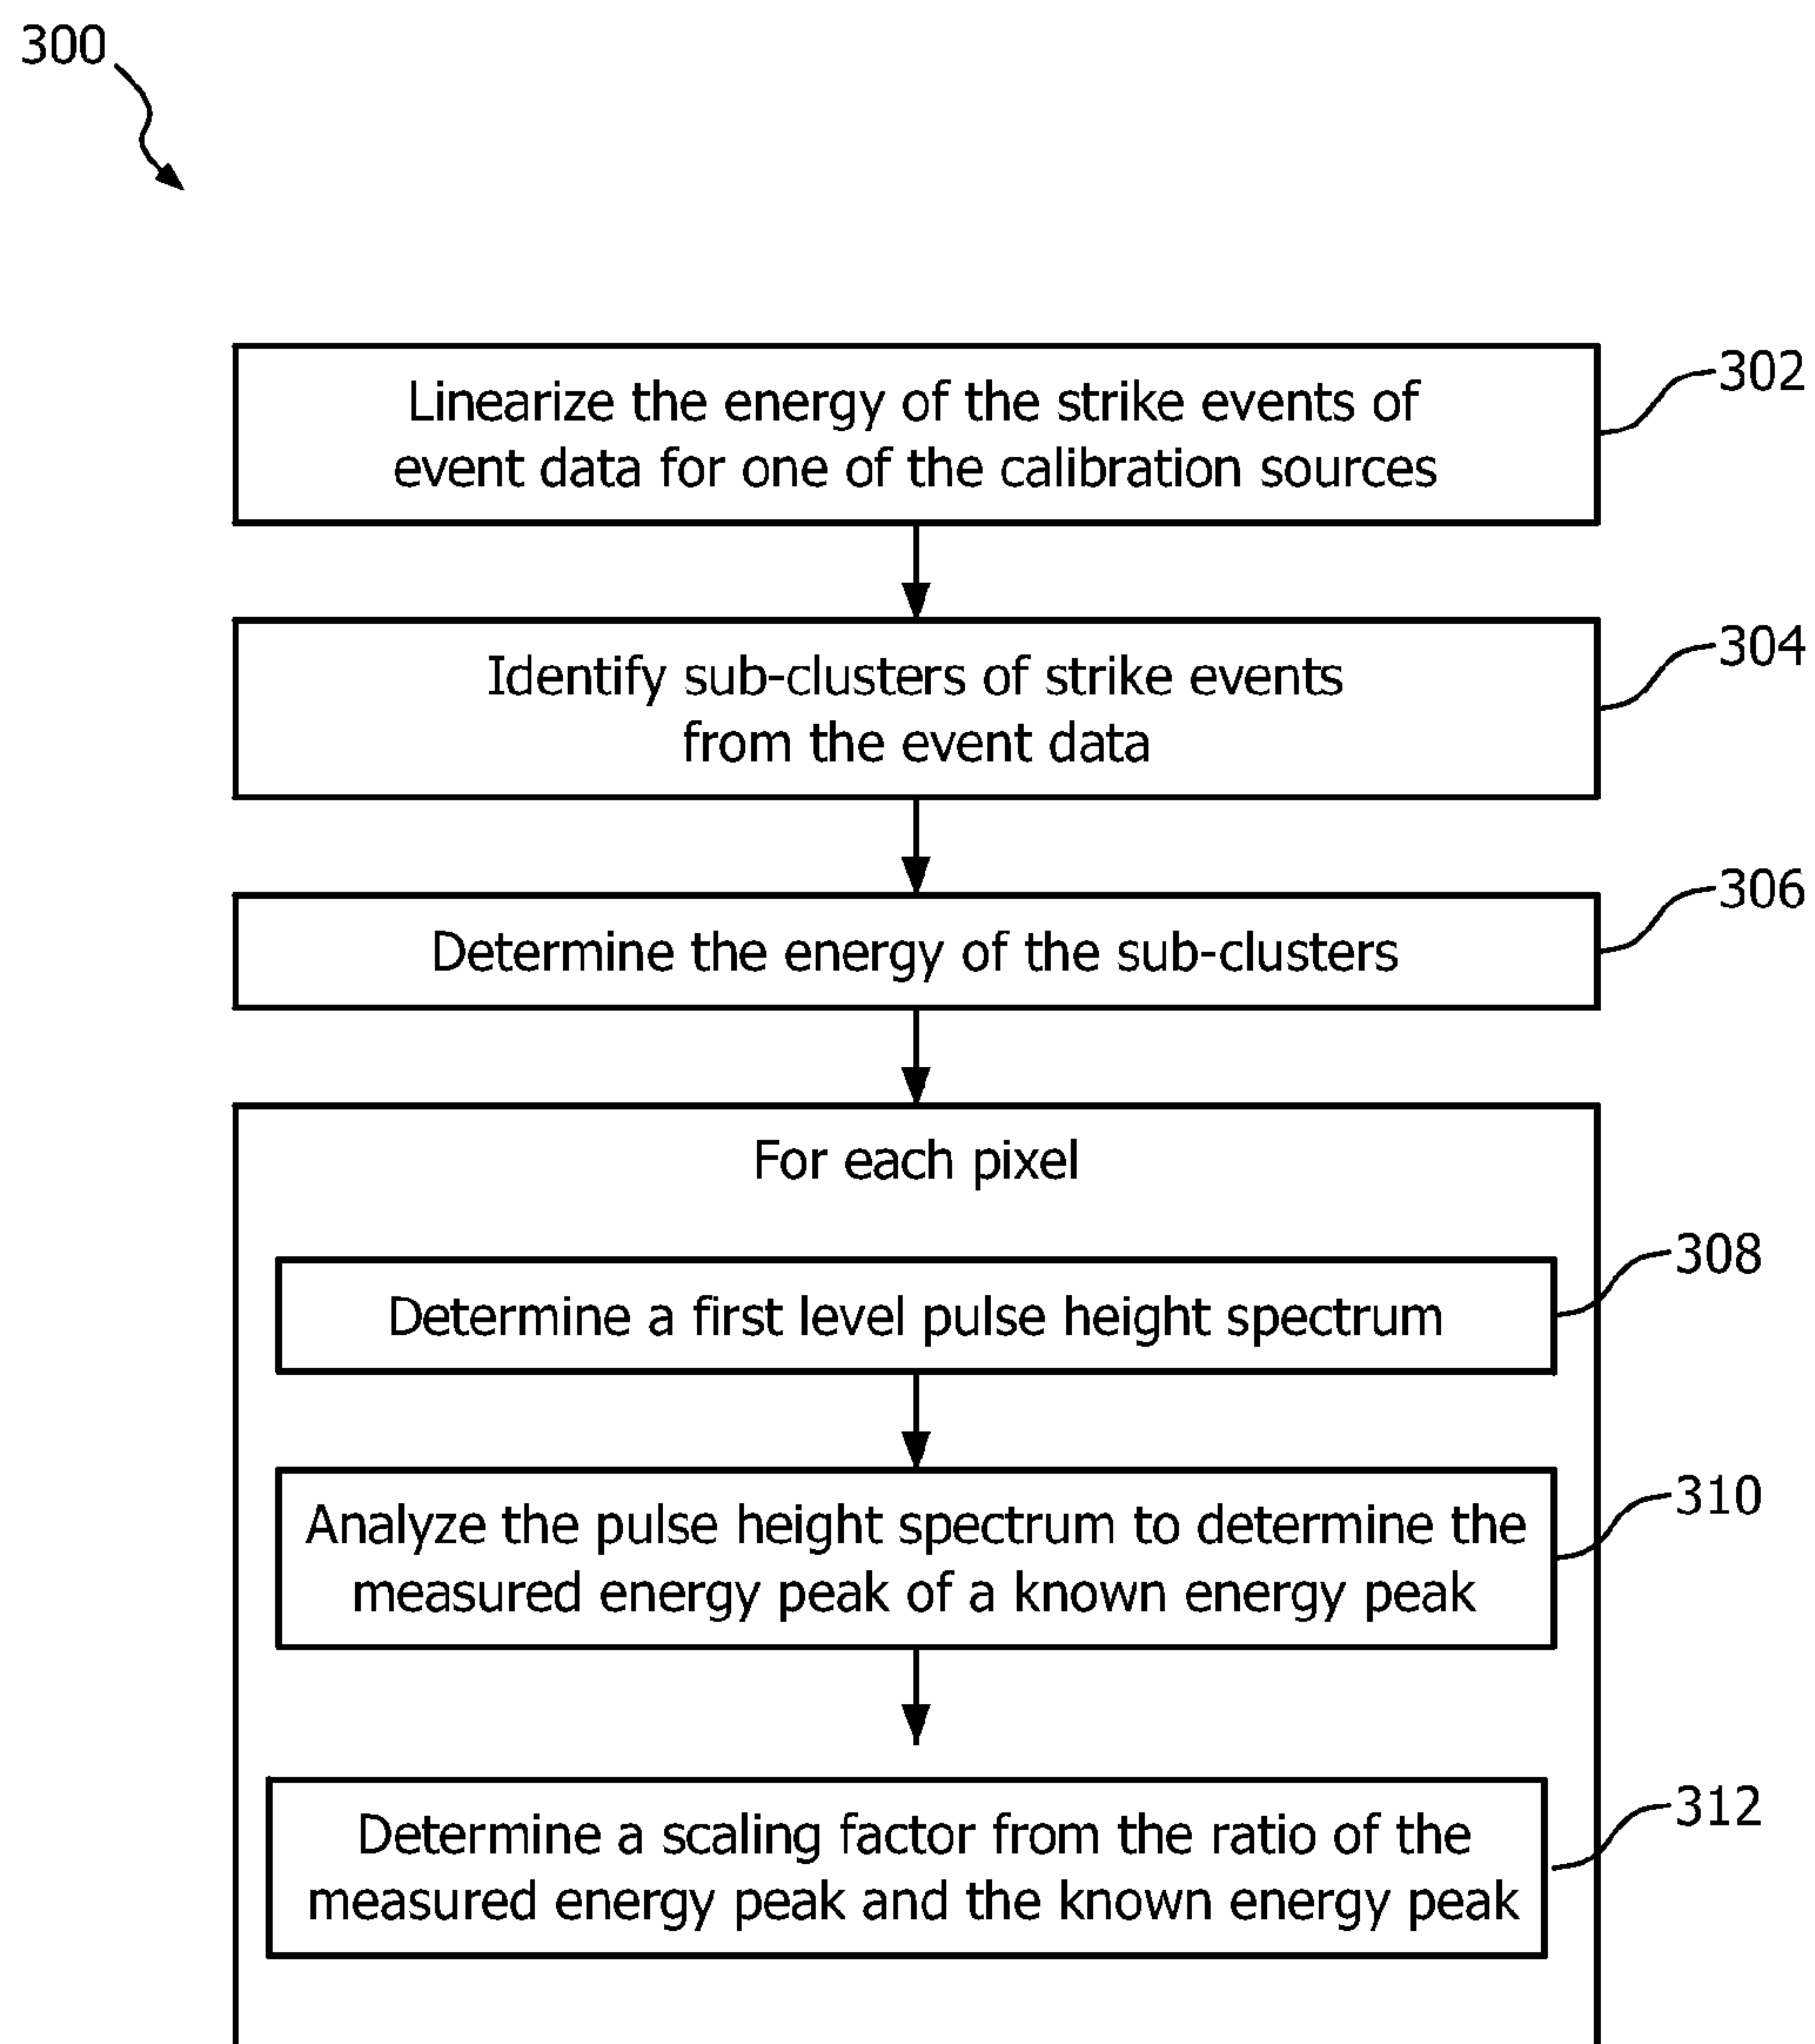 300
Linearize the energy of the strike events of
event data for one of the calibration sources
302
Identify sub-clusters of strike events
from the event data
304
Determine the energy of the sub-clusters
306
For each pixel
Determine a first level pulse height spectrum
308
Analyze the pulse height spectrum to determine the
measured energy peak of a known energy peak
310
Determine a scaling factor from the ratio of the
measured energy peak and the known energy peak
312